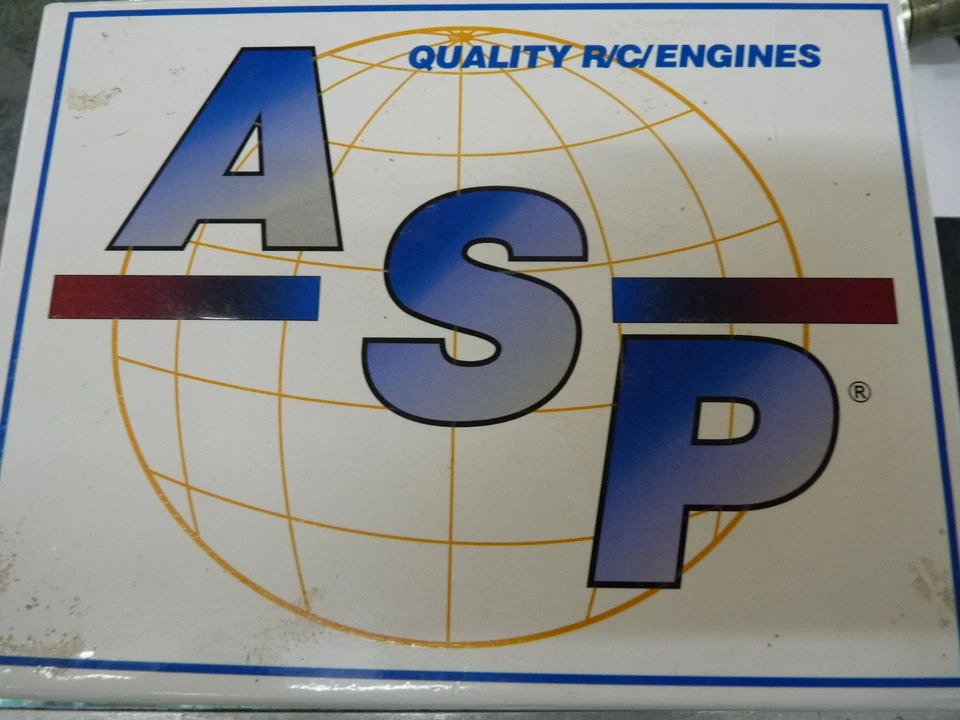 QUALITY R/C/ENGINES
ASP®